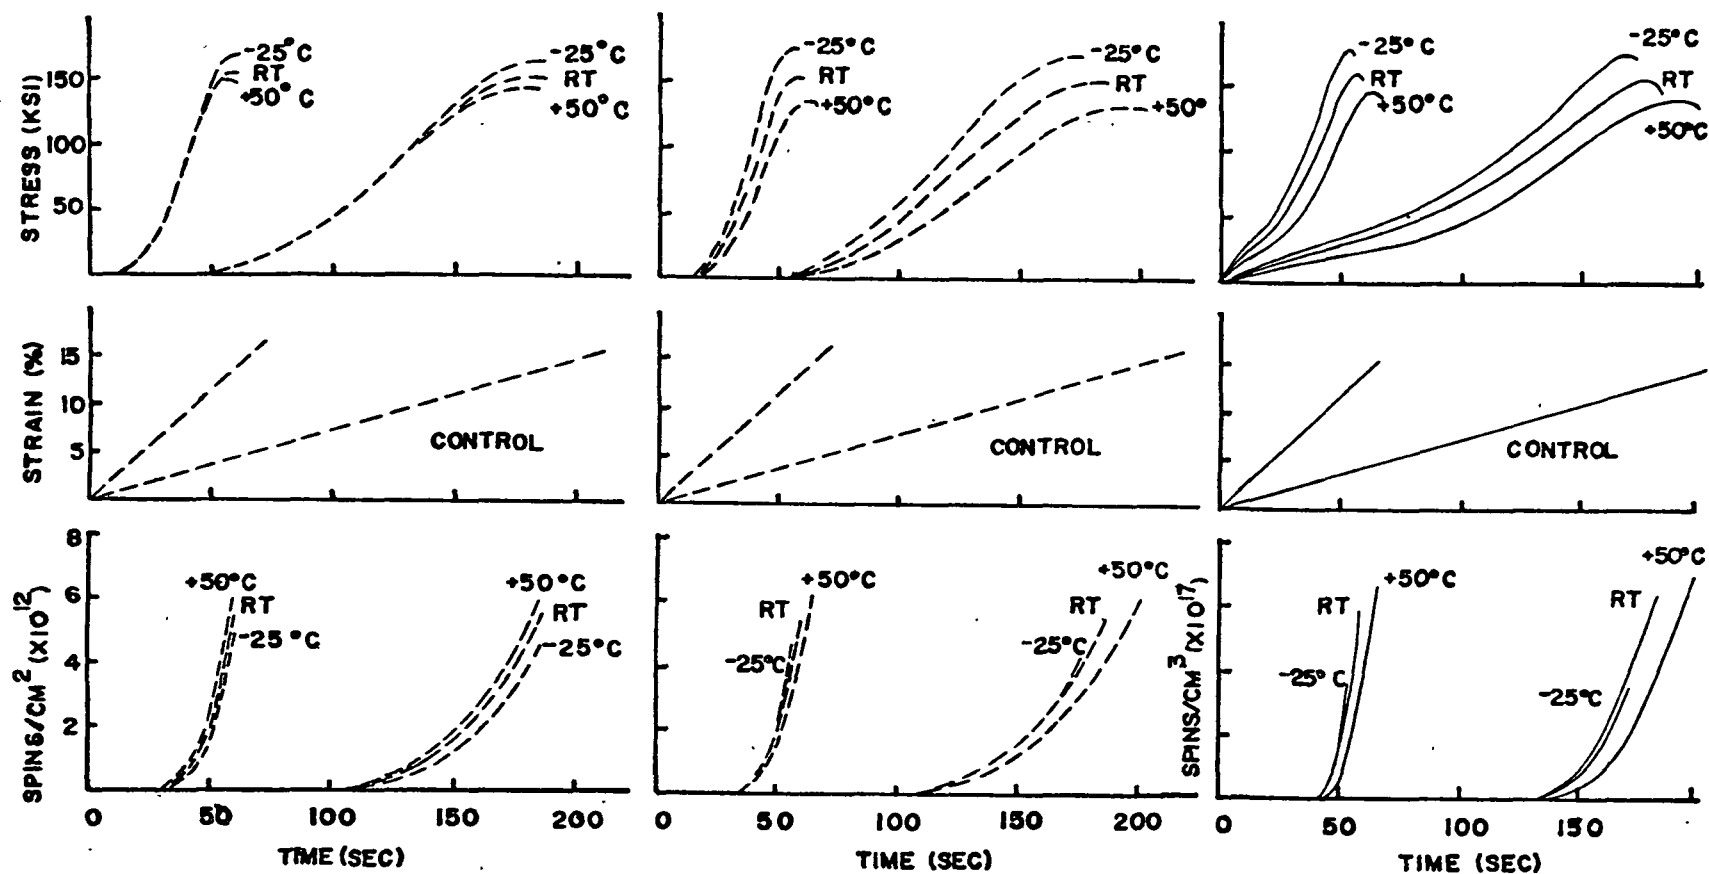 -25°C
RT
+50°C
-25°C
RT
+50°C
-25°C
RT
+50°C
-25°C
RT
+50°
-25°C
RT
+50°C
-25°C
RT
+50°C
STRESS (KSI)
150
100
50
STRAIN (%)
15
10
5
CONTROL
CONTROL
CONTROL
SPINS/CM² (X10¹²)
8
6
4
2
+50°C
RT
-25°C
+50°C
RT
-25°C
+50°C
RT
-25°C
+50°C
RT
-25°C
SPINS/CM³ (X10¹⁷)
+50°C
RT
-25°C
+50°C
RT
-25°C
0 50 100 150 200
0 50 100 150 200
0 50 100 150
TIME (SEC)
TIME (SEC)
TIME (SEC)